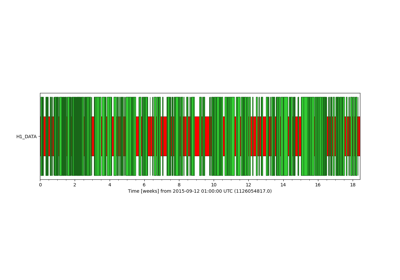 H1_DATA
0 2 4 6 8 10 12 14 16 18
Time [weeks] from 2015-09-12 01:00:00 UTC (1126054817.0)